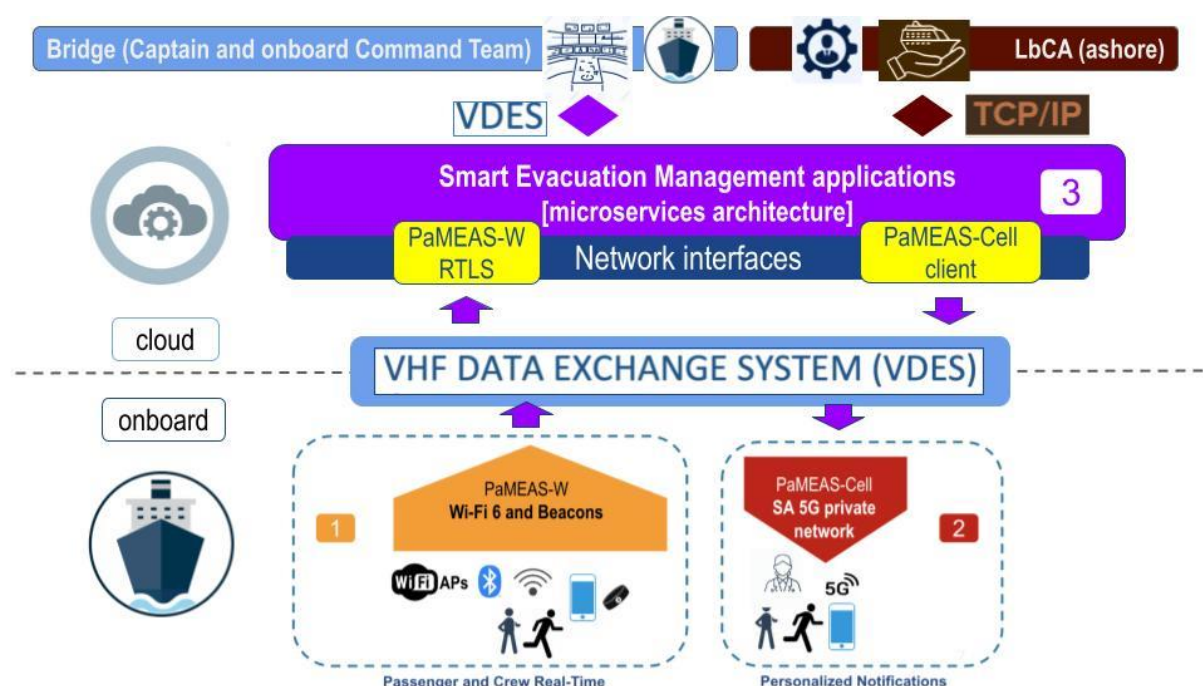 Bridge (Captain and onboard Command Team)
LbCA (ashore)
VDES
TCP/IP
Smart Evacuation Management applications
[microservices architecture]
3
PaMEAS-W
RTLS
Network interfaces
PaMEAS-Cell
client
cloud
VHF DATA EXCHANGE SYSTEM (VDES)
onboard
1
PaMEAS-W
Wi-Fi 6 and Beacons
WiFi APs
PaMEAS-Cell
SA 5G private
network
2
5G
Passenger and Crew Real-Time
Personalized Notifications